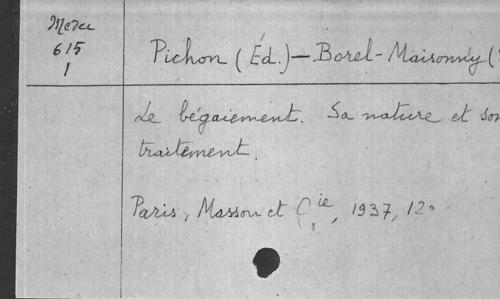 Meder
615
1
Pichon (Éd.) — Borel-Maisonny (
Le bégaiement. Sa nature et son
traitement.
Paris, Masson et Cie, 1937, 12°